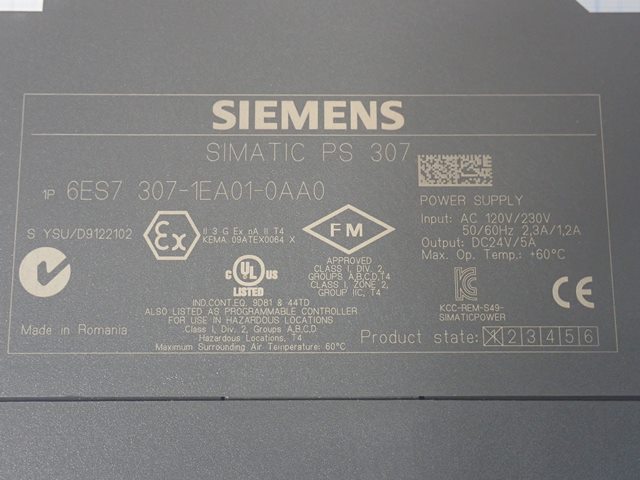 SIEMENS
SIMATIC PS 307
1P 6ES7 307-1EA01-0AA0
S YSU/D9122102
Ex
II 3 G Ex nA II T4
KEMA 09ATEX0064 X
FM
APPROVED
CLASS I, DIV. 2,
GROUPS A,B,C,D,T4
CLASS I, ZONE 2,
GROUP IIC, T4
POWER SUPPLY
Input: AC 120V/230V
50/60Hz 2,3A/1,2A
Output: DC24V/5A
Max. Op. Temp.: +60°C
C UL US
LISTED
IND.CONT.EQ. 9D81 & 44TD
ALSO LISTED AS PROGRAMMABLE CONTROLLER
FOR USE IN HAZARDOUS LOCATIONS
Class I, Div. 2, Groups A,B,C,D
Hazardous Locations, T4
Maximum Surrounding Air Temperature: 60°C
KCC-REM-S49-
SIMATICPOWER
CE
Made in Romania
Product state: 1 2 3 4 5 6